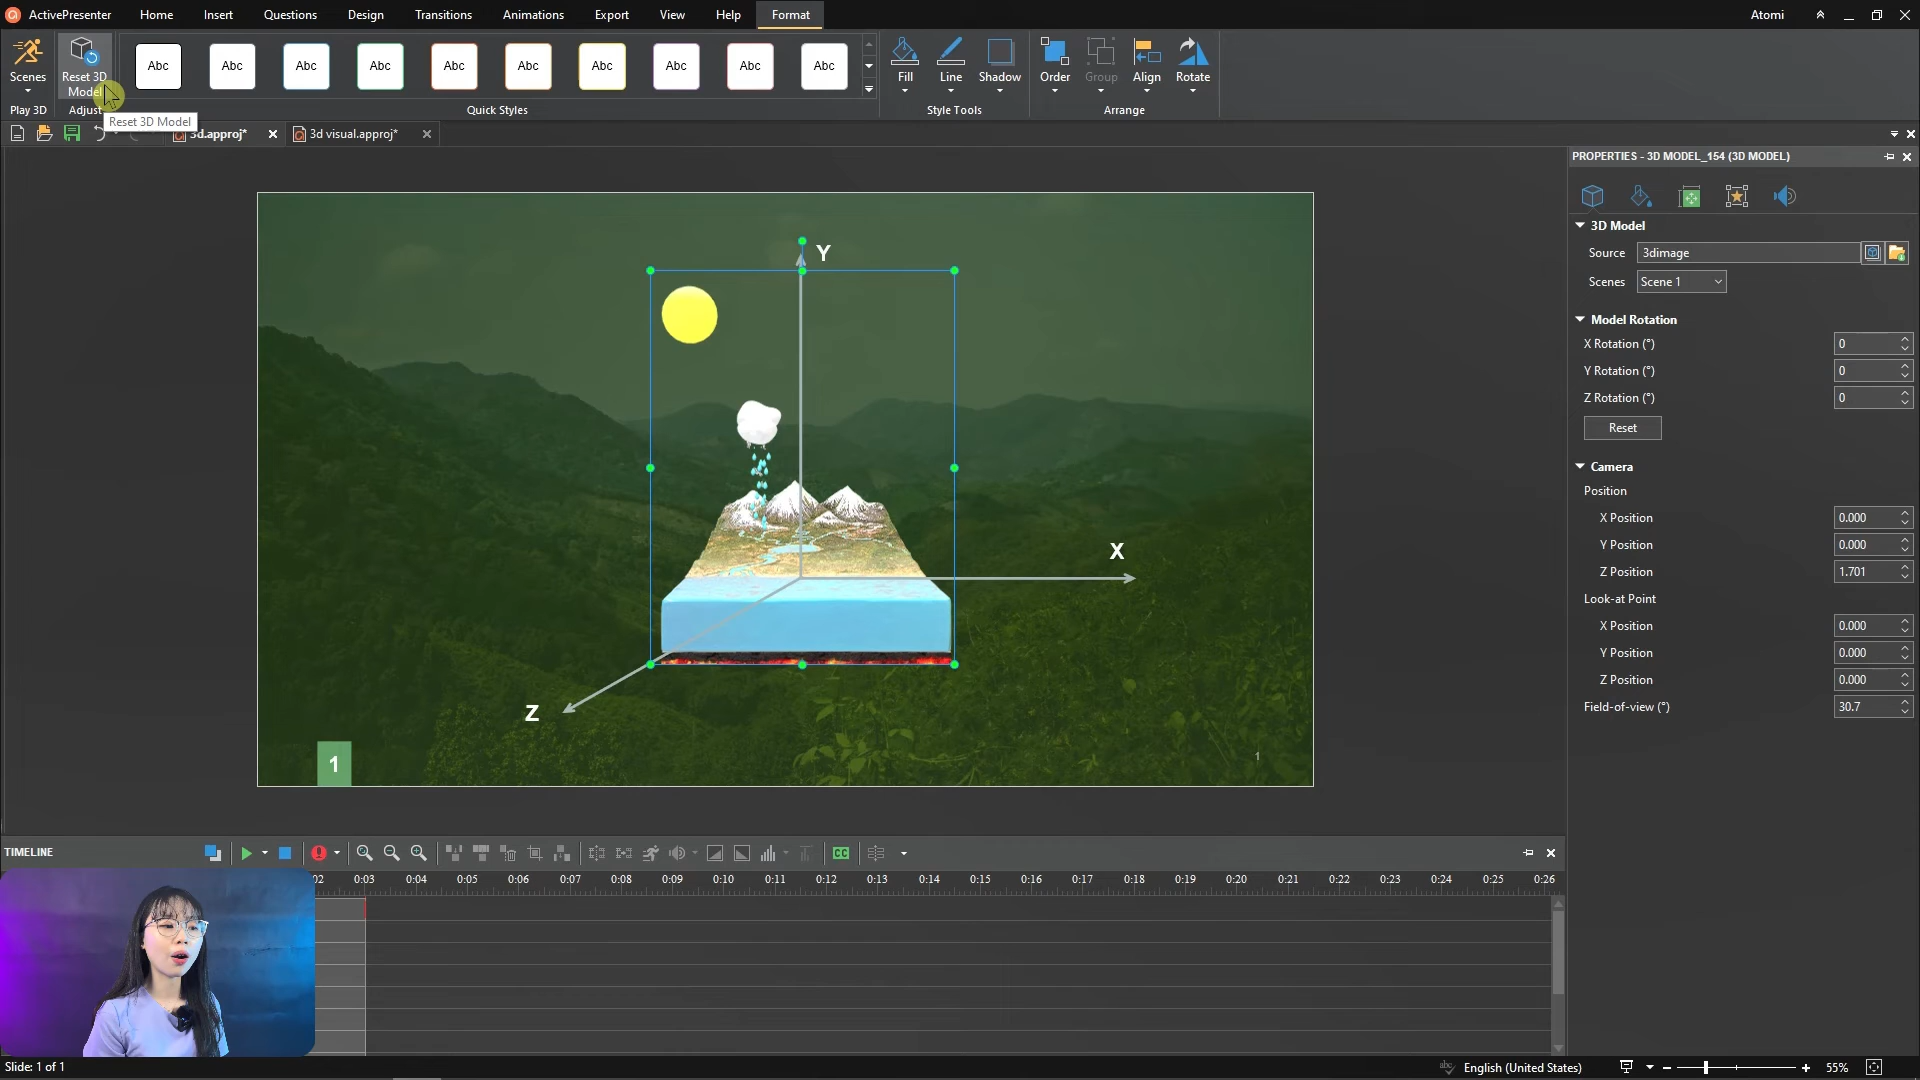 ActivePresenter
Home
Insert
Questions
Design
Transitions
Animations
Export
View
Help
Format
Atomi
Scenes
Play 3D
Reset 3D
Model
Adjust
Abc
Abc
Abc
Abc
Abc
Abc
Abc
Abc
Abc
Abc
Quick Styles
Fill
Line
Shadow
Style Tools
Order
Group
Align
Rotate
Arrange
Reset 3D Model
3d.approj*
3d visual.approj*
PROPERTIES - 3D MODEL_154 (3D MODEL)
3D Model
Source
3dimage
Scenes
Scene 1
Model Rotation
X Rotation (°)
0
Y Rotation (°)
0
Z Rotation (°)
0
Reset
Camera
Position
X Position
0.000
Y Position
0.000
Z Position
1.701
Look-at Point
X Position
0.000
Y Position
0.000
Z Position
0.000
Field-of-view (°)
30.7
Y
X
Z
1
1
TIMELINE
CC
02
0:03
0:04
0:05
0:06
0:07
0:08
0:09
0:10
0:11
0:12
0:13
0:14
0:15
0:16
0:17
0:18
0:19
0:20
0:21
0:22
0:23
0:24
0:25
0:26
Slide: 1 of 1
abc
English (United States)
55%